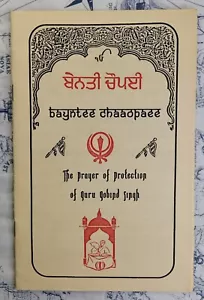 ੴ
ਬੇਨਤੀ ਚੌਪਈ
bayntee chaaopaee
The prayer of protection
of guru gobind singh